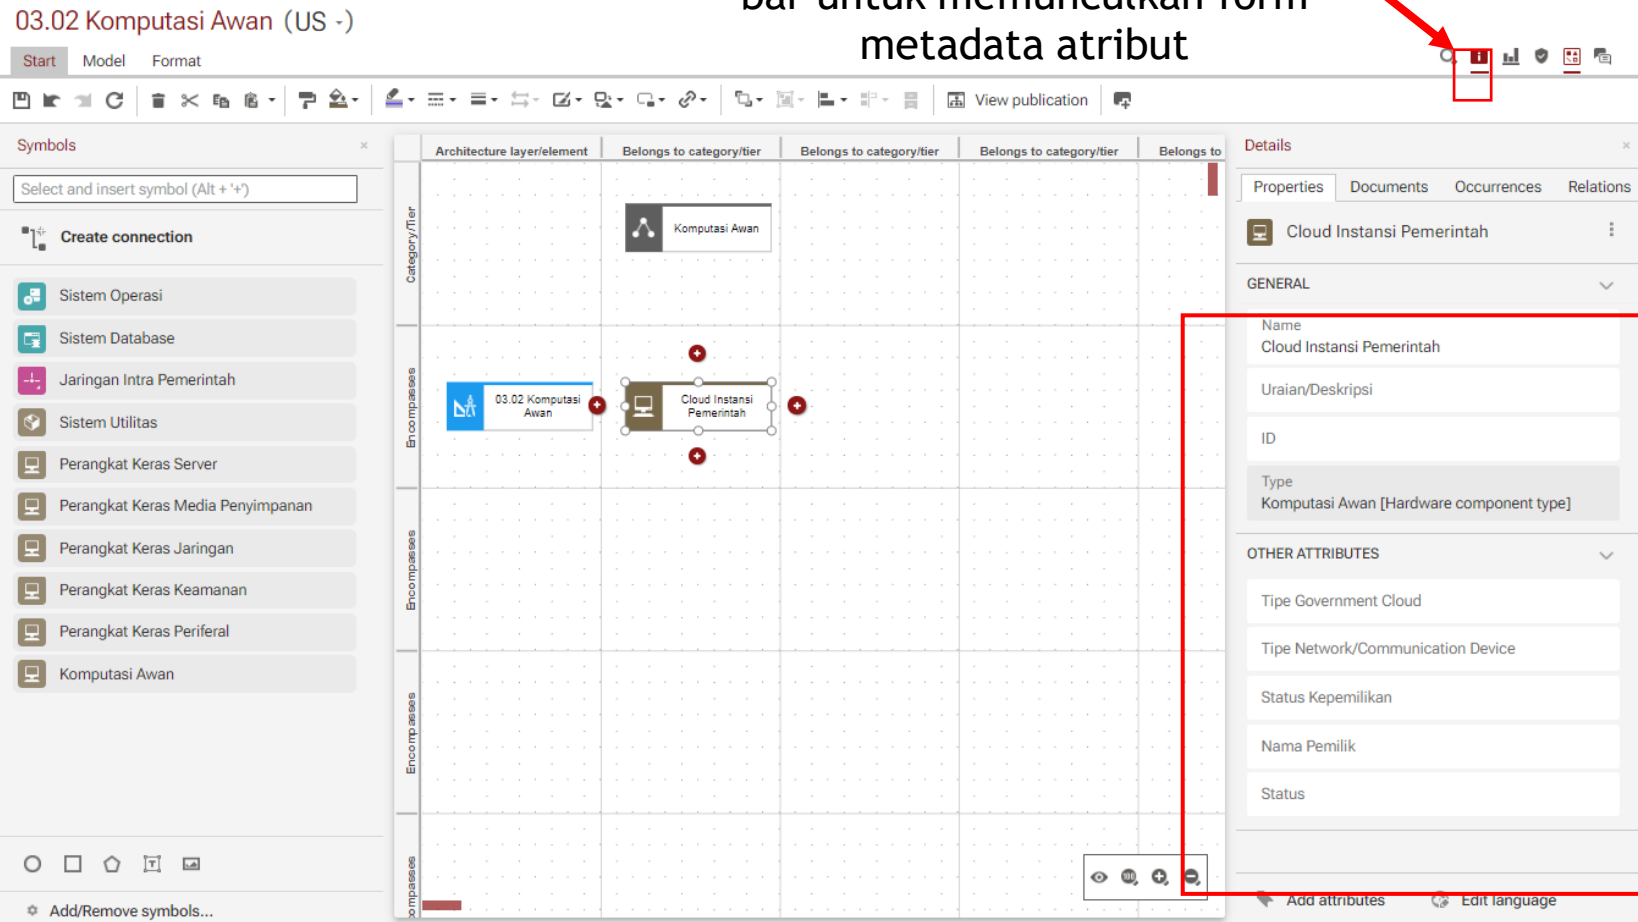 bar untuk memunculkan form
metadata atribut
03.02 Komputasi Awan (US -)
Start Model Format
View publication
Symbols
Select and insert symbol (Alt + '+')
Create connection
Sistem Operasi
Sistem Database
Jaringan Intra Pemerintah
Sistem Utilitas
Perangkat Keras Server
Perangkat Keras Media Penyimpanan
Perangkat Keras Jaringan
Perangkat Keras Keamanan
Perangkat Keras Periferal
Komputasi Awan
Add/Remove symbols...
Architecture layer/element Belongs to category/tier Belongs to category/tier Belongs to category/tier Belongs to
Category/Tier
Komputasi Awan
Encompasses
03.02 Komputasi
Awan
Cloud Instansi
Pemerintah
Encompasses
Encompasses
ompasses
Details
Properties Documents Occurrences Relations
Cloud Instansi Pemerintah
GENERAL
Name
Cloud Instansi Pemerintah
Uraian/Deskripsi
ID
Type
Komputasi Awan [Hardware component type]
OTHER ATTRIBUTES
Tipe Government Cloud
Tipe Network/Communication Device
Status Kepemilikan
Nama Pemilik
Status
Add attributes Edit language